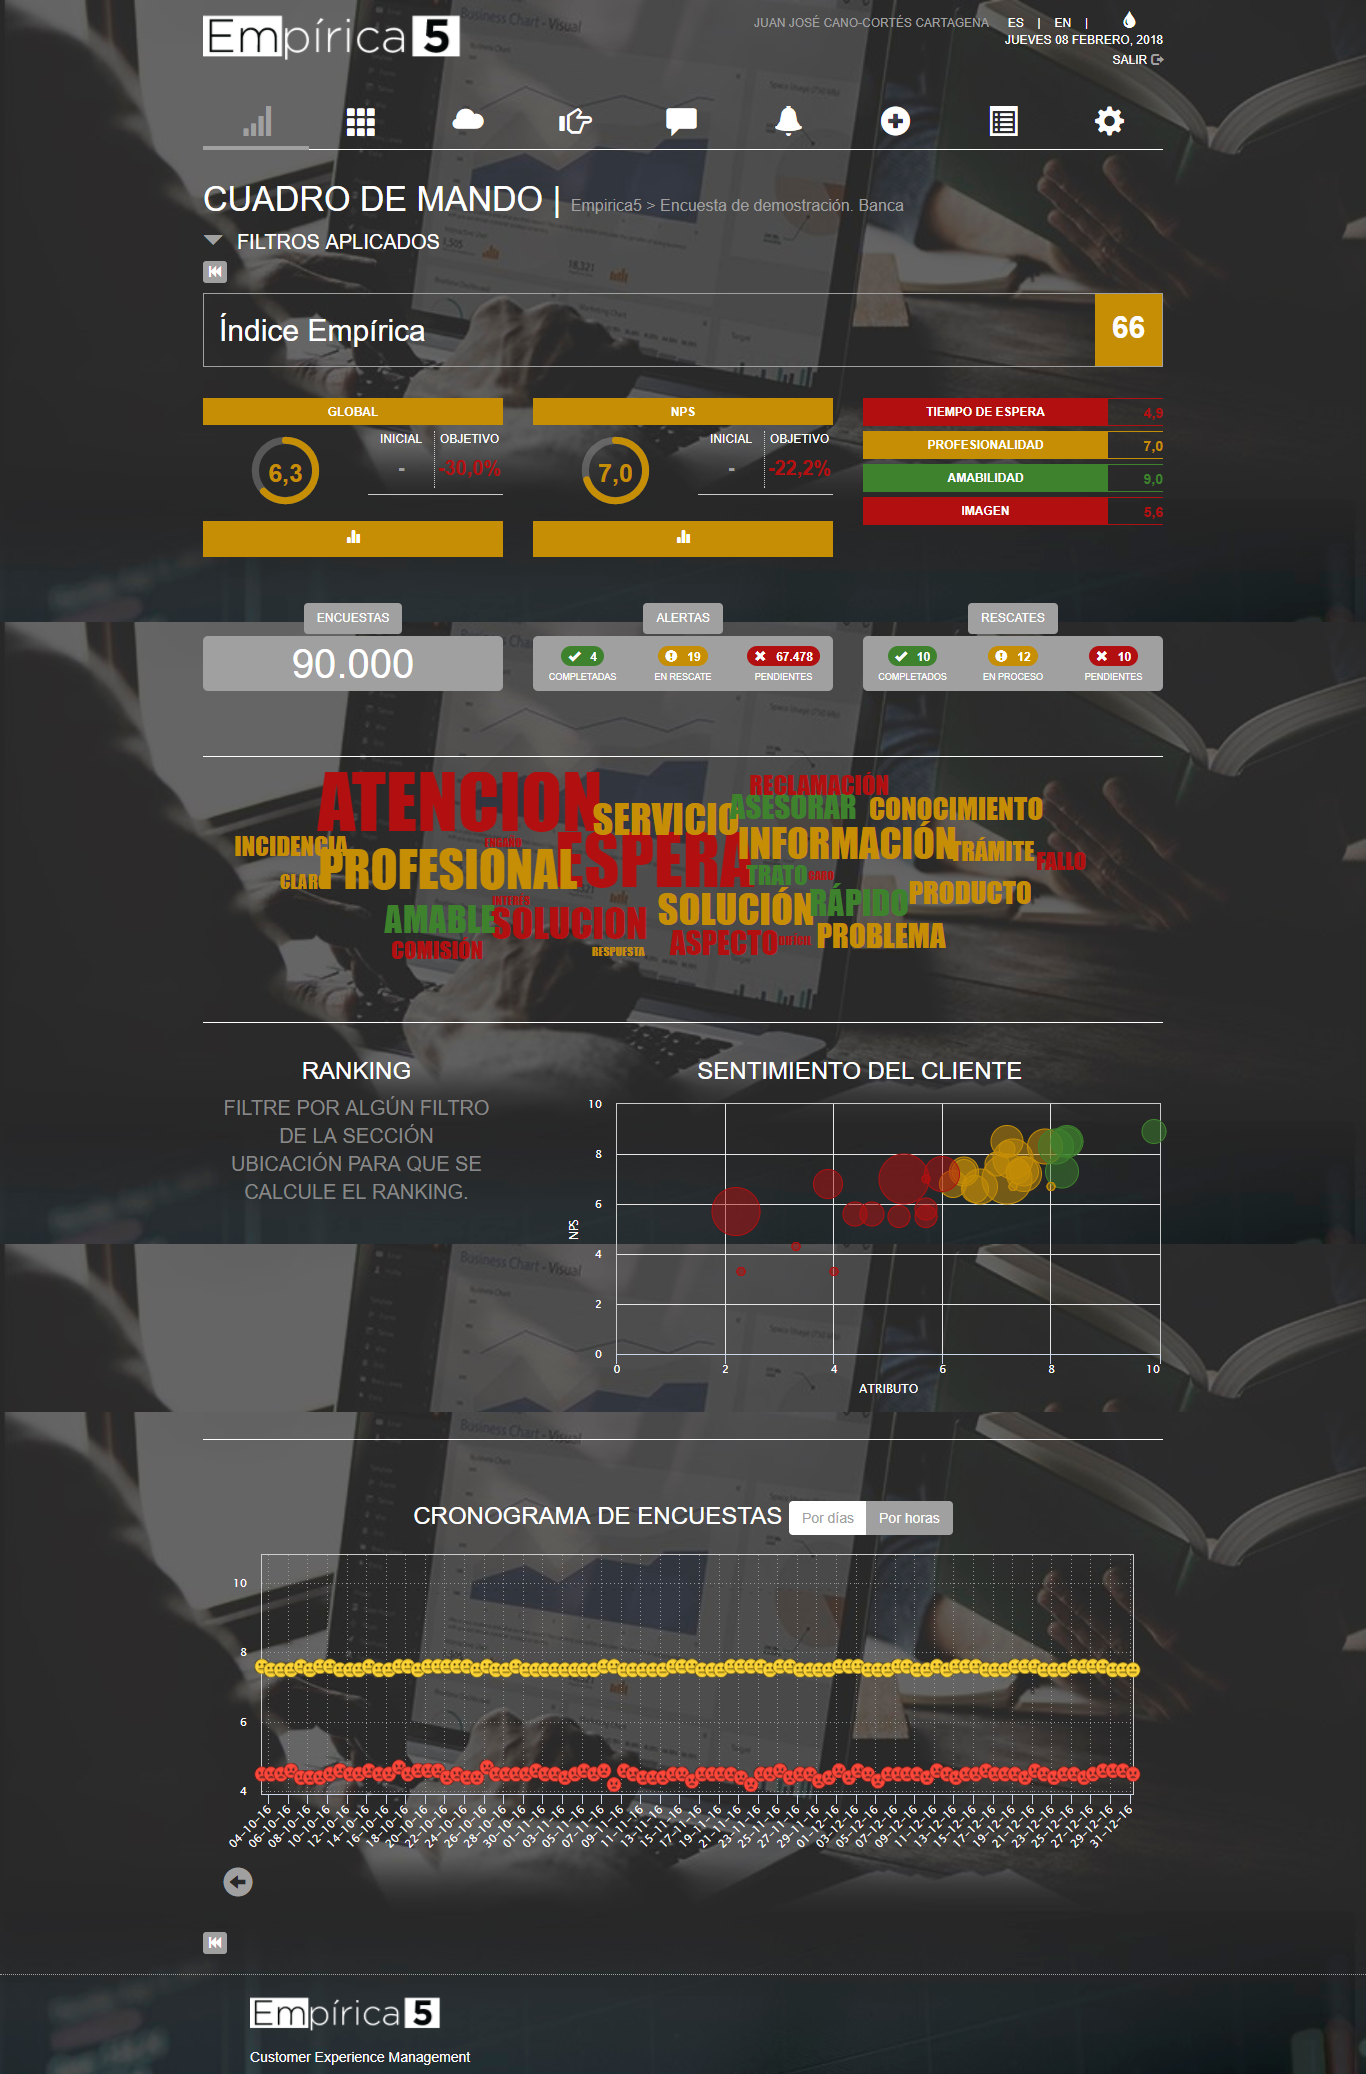 Empírica 5
JUAN JOSÉ CANO-CORTÉS CARTAGENA ES | EN |
JUEVES 08 FEBRERO, 2018
SALIR
CUADRO DE MANDO | Empirica5 > Encuesta de demostración. Banca
FILTROS APLICADOS
Índice Empírica 66
GLOBAL
INICIAL OBJETIVO
6,3 - -30,0%
NPS
INICIAL OBJETIVO
7,0 - -22,2%
TIEMPO DE ESPERA 4,9
PROFESIONALIDAD 7,0
AMABILIDAD 9,0
IMAGEN 5,6
ENCUESTAS
90.000
ALERTAS
4 19 67.478
COMPLETADAS EN RESCATE PENDIENTES
RESCATES
10 12 10
COMPLETADOS EN PROCESO PENDIENTES
ATENCION
RECLAMACIÓN
SERVICIO
ASESORAR
CONOCIMIENTO
INCIDENCIA
ENGAÑO
ESPERA
INFORMACIÓN
TRÁMITE
FALLO
CLARO
PROFESIONAL
TRATO
CARO
INTERES
SOLUCIÓN
RÁPIDO
PRODUCTO
AMABLE
SOLUCION
COMISIÓN
RESPUESTA
ASPECTO
DIFICIL
PROBLEMA
RANKING
FILTRE POR ALGÚN FILTRO
DE LA SECCIÓN
UBICACIÓN PARA QUE SE
CALCULE EL RANKING.
SENTIMIENTO DEL CLIENTE
10
8
6
4
2
0
NPS
0 2 4 6 8 10
ATRIBUTO
CRONOGRAMA DE ENCUESTAS Por días Por horas
10
8
6
4
04-10-16 06-10-16 08-10-16 10-10-16 12-10-16 14-10-16 16-10-16 18-10-16 20-10-16 22-10-16 24-10-16 26-10-16 28-10-16 30-10-16 01-11-16 03-11-16 05-11-16 07-11-16 09-11-16 11-11-16 13-11-16 15-11-16 17-11-16 19-11-16 21-11-16 23-11-16 25-11-16 27-11-16 29-11-16 01-12-16 03-12-16 05-12-16 07-12-16 09-12-16 11-12-16 13-12-16 15-12-16 17-12-16 19-12-16 21-12-16 23-12-16 25-12-16 27-12-16 29-12-16 31-12-16
Empírica 5
Customer Experience Management